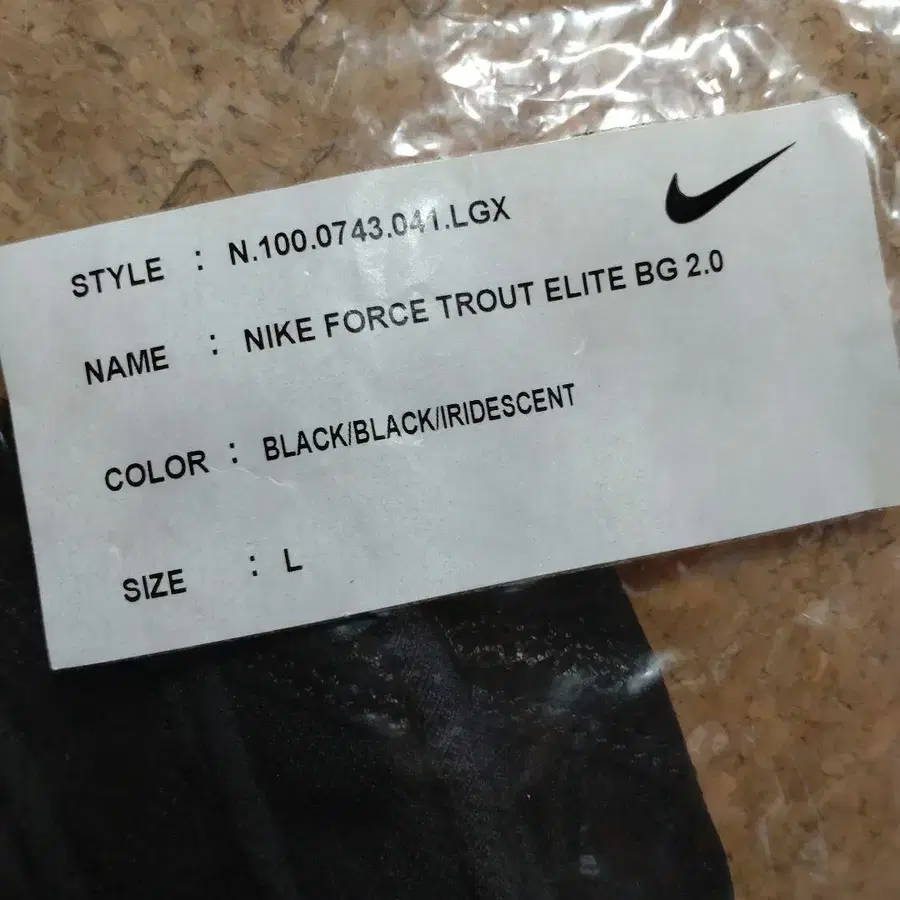 STYLE : N.100.0743.041.LGX
NAME : NIKE FORCE TROUT ELITE BG 2.0
COLOR : BLACK/BLACK/IRIDESCENT
SIZE : L